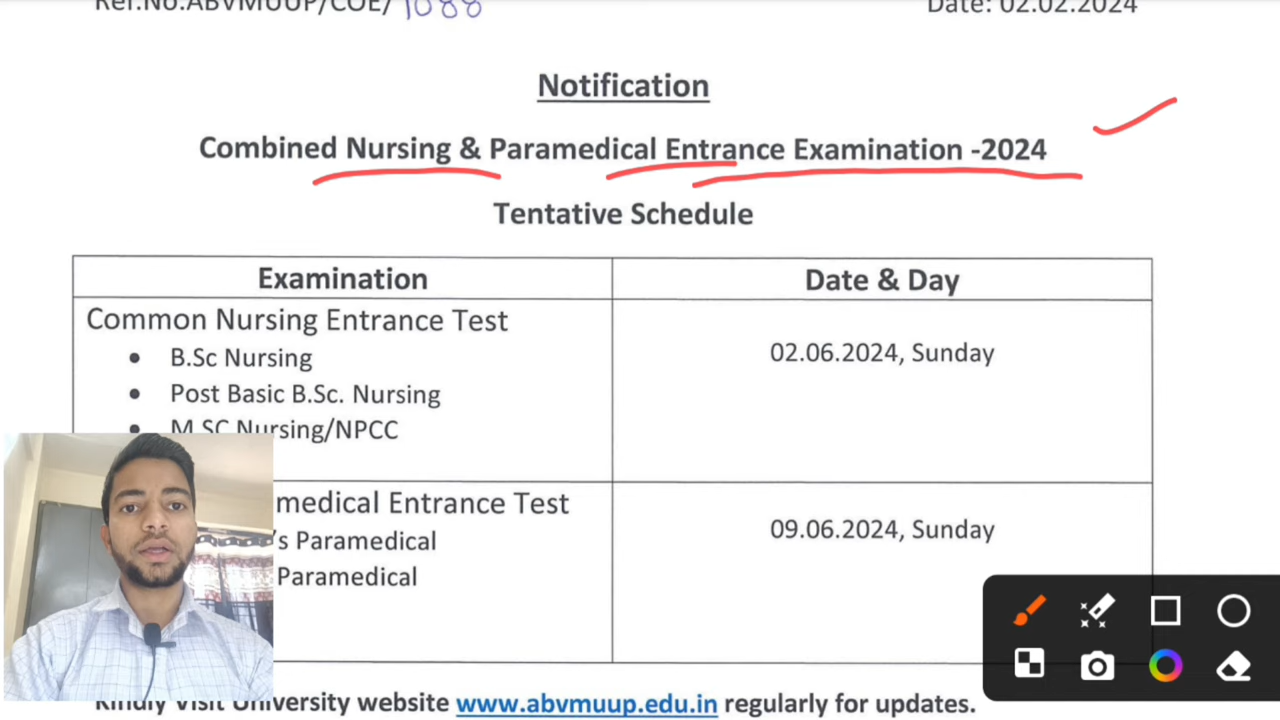 Ref.No.ABVMUUP/COE/1088
Date: 02.02.2024
Notification
Combined Nursing & Paramedical Entrance Examination -2024
Tentative Schedule
Examination
Date & Day
Common Nursing Entrance Test
• B.Sc Nursing
• Post Basic B.Sc. Nursing
• M.SC Nursing/NPCC
02.06.2024, Sunday
medical Entrance Test
's Paramedical
Paramedical
09.06.2024, Sunday
Kindly Visit University website www.abvmuup.edu.in regularly for updates.